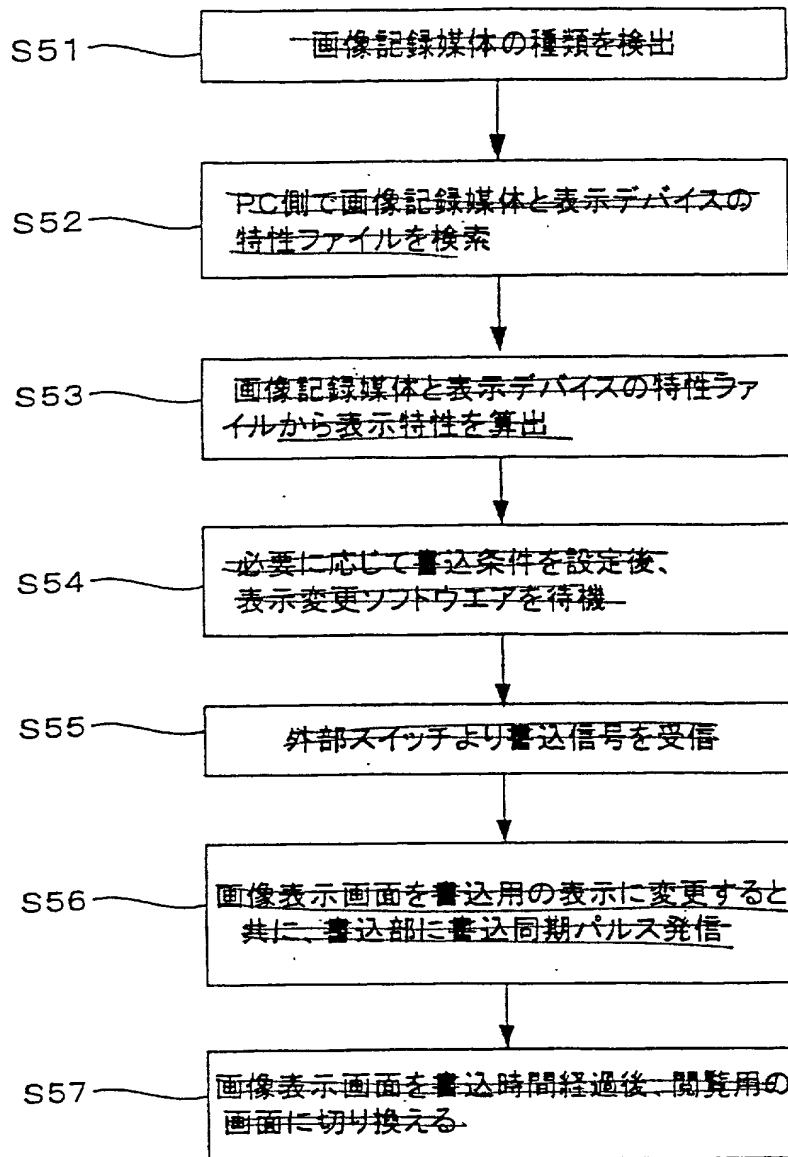 S51
画像記録媒体の種類を検出
S52
PC側で画像記録媒体と表示デバイスの
特性ファイルを検索
S53
画像記録媒体と表示デバイスの特性ファ
イルから表示特性を算出
S54
必要に応じて書込条件を設定後、
表示変更ソフトウエアを待機
S55
外部スイッチより書込信号を受信
S56
画像表示画面を書込用の表示に変更すると
共に、書込部に書込同期パルス発信
S57
画像表示画面を書込時間経過後、閲覧用の
画面に切り換える